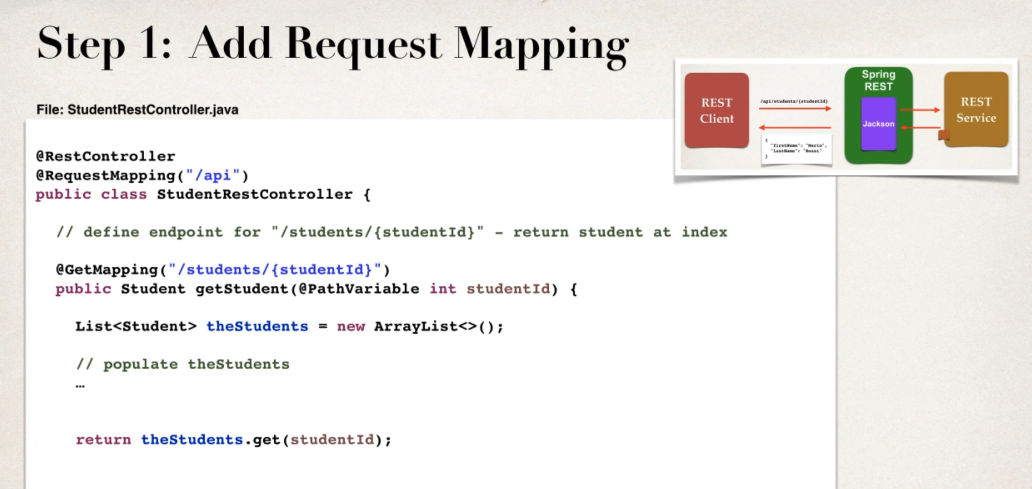 Step 1: Add Request Mapping
File: StudentRestController.java
@RestController
@RequestMapping("/api")
public class StudentRestController {
// define endpoint for "/students/{studentId}" – return student at index
@GetMapping("/students/{studentId}")
public Student getStudent(@PathVariable int studentId) {
List<Student> theStudents = new ArrayList<>();
// populate theStudents
…
return theStudents.get(studentId);
REST
Client
/api/students/{studentId}
{
"firstName": "Mario",
"lastName": "Rossi"
}
Spring
REST
Jackson
REST
Service